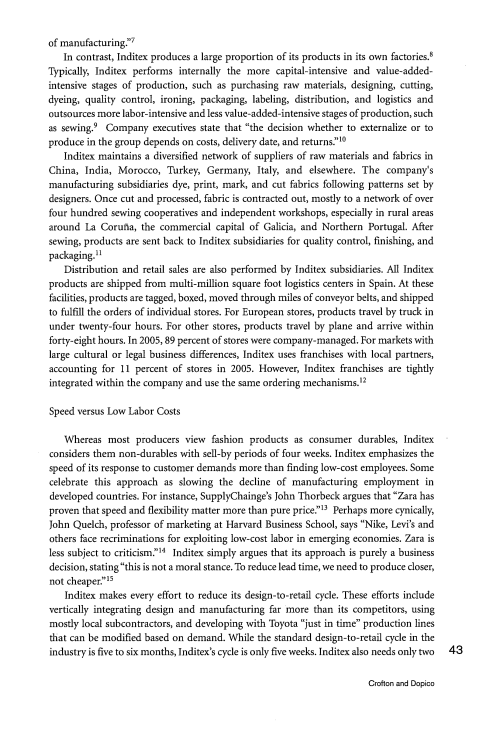 of manufacturing."⁷
In contrast, Inditex produces a large proportion of its products in its own factories.⁸
Typically, Inditex performs internally the more capital-intensive and value-added-
intensive stages of production, such as purchasing raw materials, designing, cutting,
dyeing, quality control, ironing, packaging, labeling, distribution, and logistics and
outsources more labor-intensive and less value-added-intensive stages of production, such
as sewing.⁹ Company executives state that "the decision whether to externalize or to
produce in the group depends on costs, delivery date, and returns."¹⁰
Inditex maintains a diversified network of suppliers of raw materials and fabrics in
China, India, Morocco, Turkey, Germany, Italy, and elsewhere. The company's
manufacturing subsidiaries dye, print, mark, and cut fabrics following patterns set by
designers. Once cut and processed, fabric is contracted out, mostly to a network of over
four hundred sewing cooperatives and independent workshops, especially in rural areas
around La Coruña, the commercial capital of Galicia, and Northern Portugal. After
sewing, products are sent back to Inditex subsidiaries for quality control, finishing, and
packaging.¹¹
Distribution and retail sales are also performed by Inditex subsidiaries. All Inditex
products are shipped from multi-million square foot logistics centers in Spain. At these
facilities, products are tagged, boxed, moved through miles of conveyor belts, and shipped
to fulfill the orders of individual stores. For European stores, products travel by truck in
under twenty-four hours. For other stores, products travel by plane and arrive within
forty-eight hours. In 2005, 89 percent of stores were company-managed. For markets with
large cultural or legal business differences, Inditex uses franchises with local partners,
accounting for 11 percent of stores in 2005. However, Inditex franchises are tightly
integrated within the company and use the same ordering mechanisms.¹²
Speed versus Low Labor Costs
Whereas most producers view fashion products as consumer durables, Inditex
considers them non-durables with sell-by periods of four weeks. Inditex emphasizes the
speed of its response to customer demands more than finding low-cost employees. Some
celebrate this approach as slowing the decline of manufacturing employment in
developed countries. For instance, SupplyChainge's John Thorbeck argues that "Zara has
proven that speed and flexibility matter more than pure price."¹³ Perhaps more cynically,
John Quelch, professor of marketing at Harvard Business School, says "Nike, Levi's and
others face recriminations for exploiting low-cost labor in emerging economies. Zara is
less subject to criticism."¹⁴ Inditex simply argues that its approach is purely a business
decision, stating "this is not a moral stance. To reduce lead time, we need to produce closer,
not cheaper."¹⁵
Inditex makes every effort to reduce its design-to-retail cycle. These efforts include
vertically integrating design and manufacturing far more than its competitors, using
mostly local subcontractors, and developing with Toyota "just in time" production lines
that can be modified based on demand. While the standard design-to-retail cycle in the
industry is five to six months, Inditex's cycle is only five weeks. Inditex also needs only two 43
Crofton and Dopico